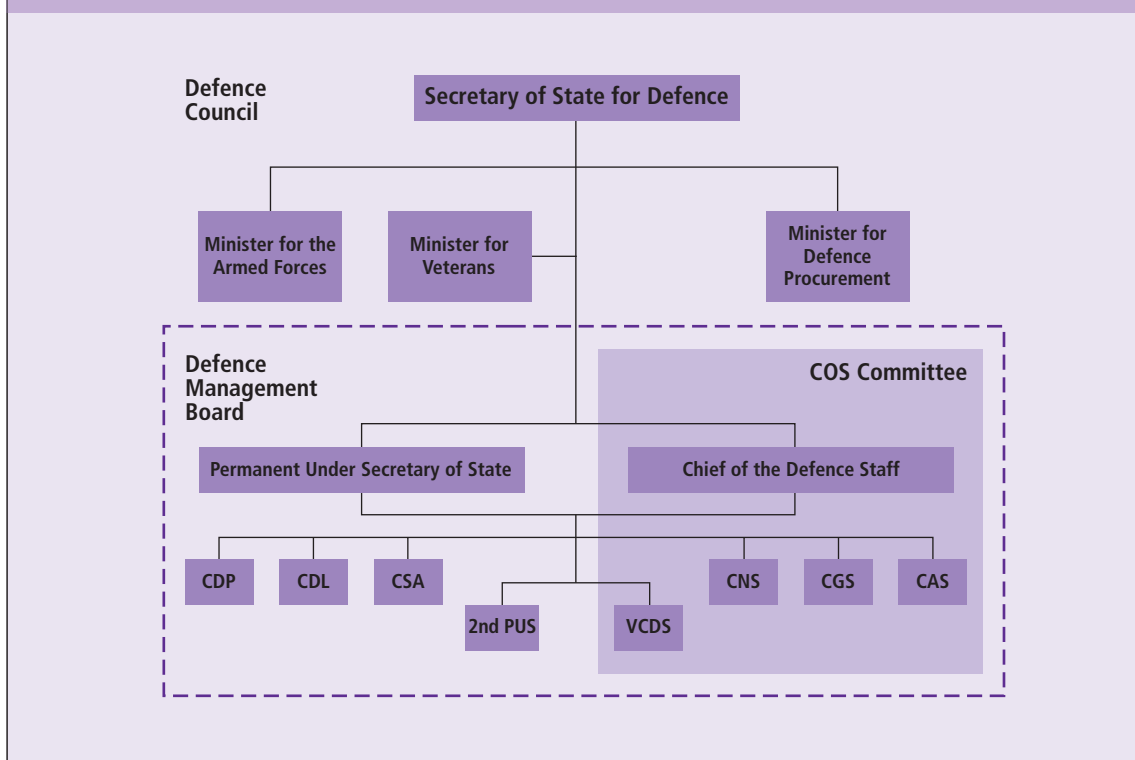 Defence
Council
Secretary of State for Defence
Minister for the
Armed Forces
Minister for
Veterans
Minister for
Defence
Procurement
Defence
Management
Board
COS Committee
Permanent Under Secretary of State
Chief of the Defence Staff
CDP
CDL
CSA
CNS
CGS
CAS
2nd PUS
VCDS